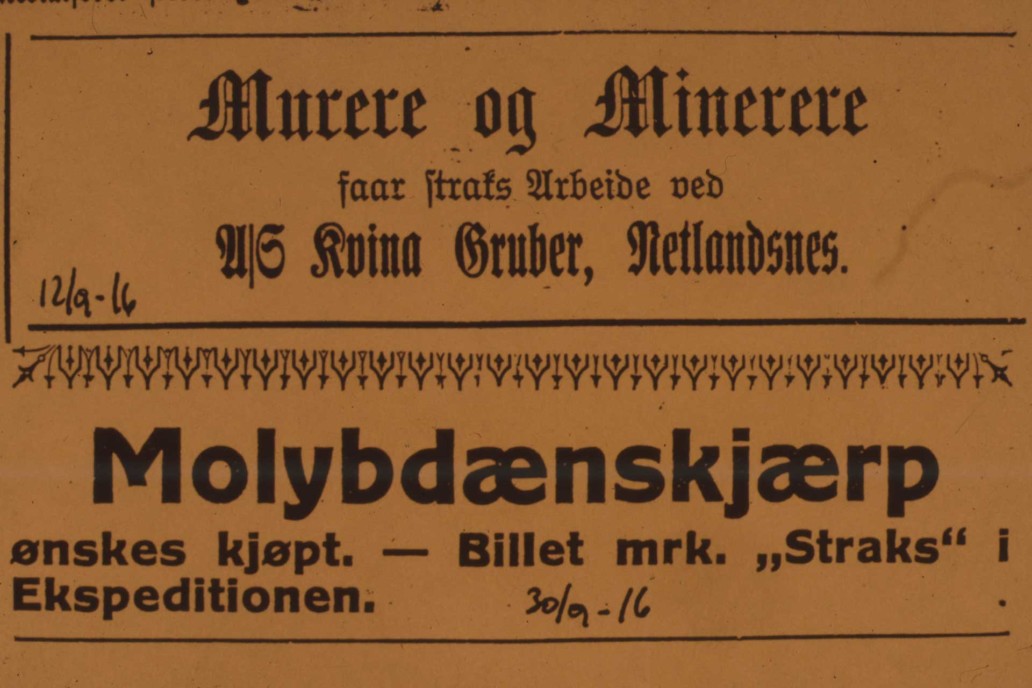 Murere og Minerere
faar straks Arbeide ved
A/S Kvina Gruber, Netlandsnes.
12/9-16
Molybdænskjærp
ønskes kjøpt. — Billet mrk. „Straks“ i
Ekspeditionen.
30/9-16